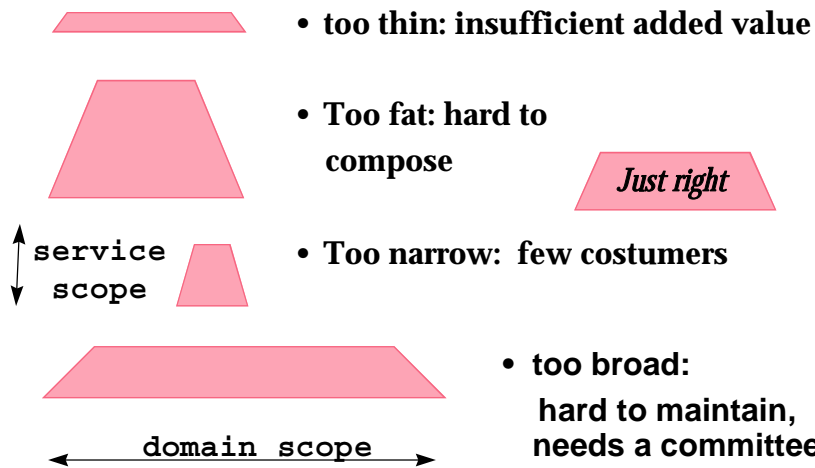 • too thin: insufficient added value
• Too fat: hard to
compose
Just right
service
scope
• Too narrow: few costumers
• too broad:
hard to maintain,
needs a committee
domain scope